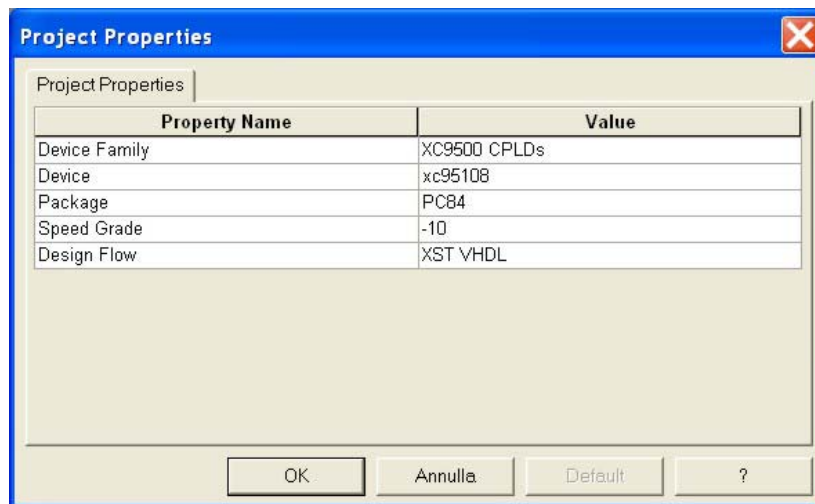 Project Properties
Project Properties
Property Name Value
Device Family XC9500 CPLDs
Device xc95108
Package PC84
Speed Grade -10
Design Flow XST VHDL
OK Annulla Default ?